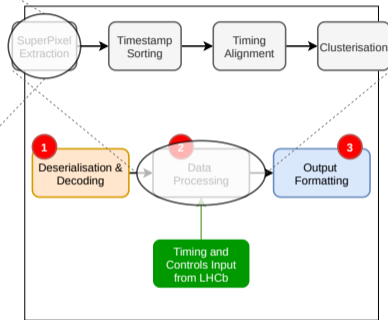 SuperPixel
Extraction
Timestamp
Sorting
Timing
Alignment
Clusterisation
1
Deserialisation &
Decoding
2
Data
Processing
3
Output
Formatting
Timing and
Controls Input
from LHCb